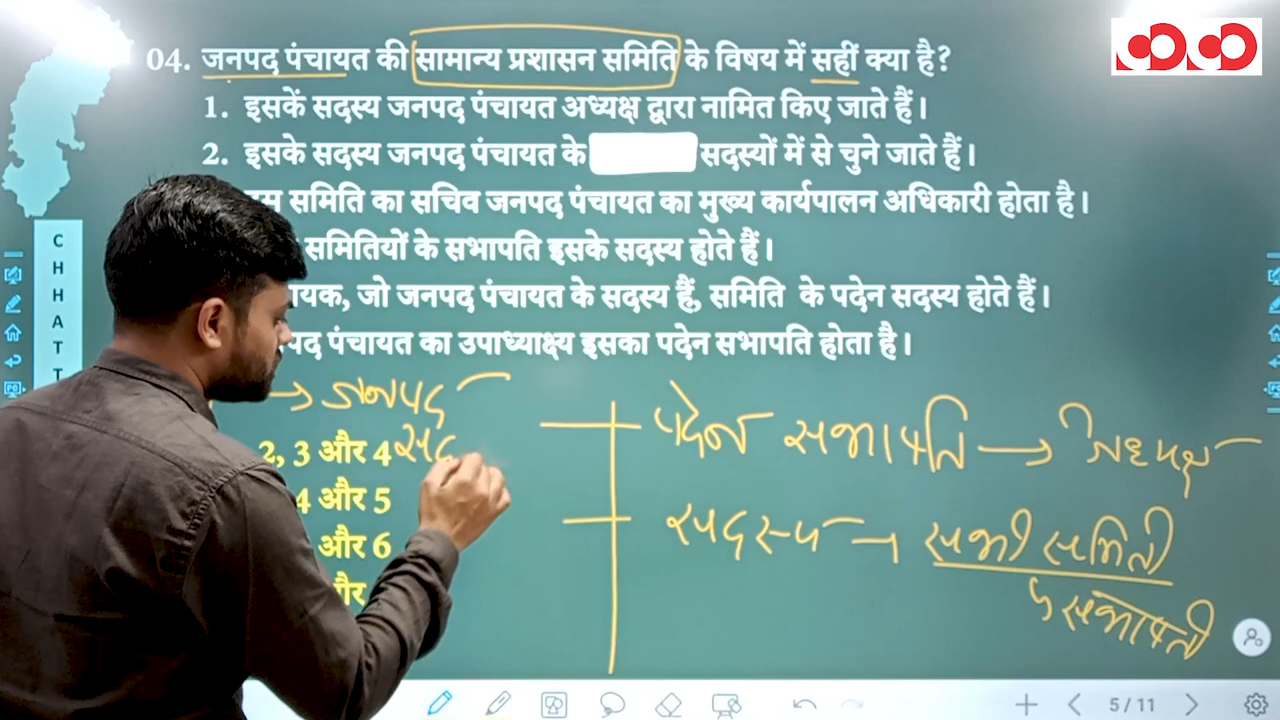 04. जनपद पंचायत की सामान्य प्रशासन समिति के विषय में सहीं क्या है?
1. इसकें सदस्य जनपद पंचायत अध्यक्ष द्वारा नामित किए जाते हैं।
2. इसके सदस्य जनपद पंचायत के सदस्यों में से चुने जाते हैं।
समिति का सचिव जनपद पंचायत का मुख्य कार्यपालन अधिकारी होता है।
समितियों के सभापति इसके सदस्य होते हैं।
जो जनपद पंचायत के सदस्य हैं, समिति के पदेन सदस्य होते हैं।
पंचायत का उपाध्याक्ष्य इसका पदेन सभापति होता है।
→ जनपद
पदेन सभापति → अध्यक्ष
2, 3 और 4
4 और 5
सदस्य → सभी समिती
और 6
↳ सभापती
CHHAT
5 / 11